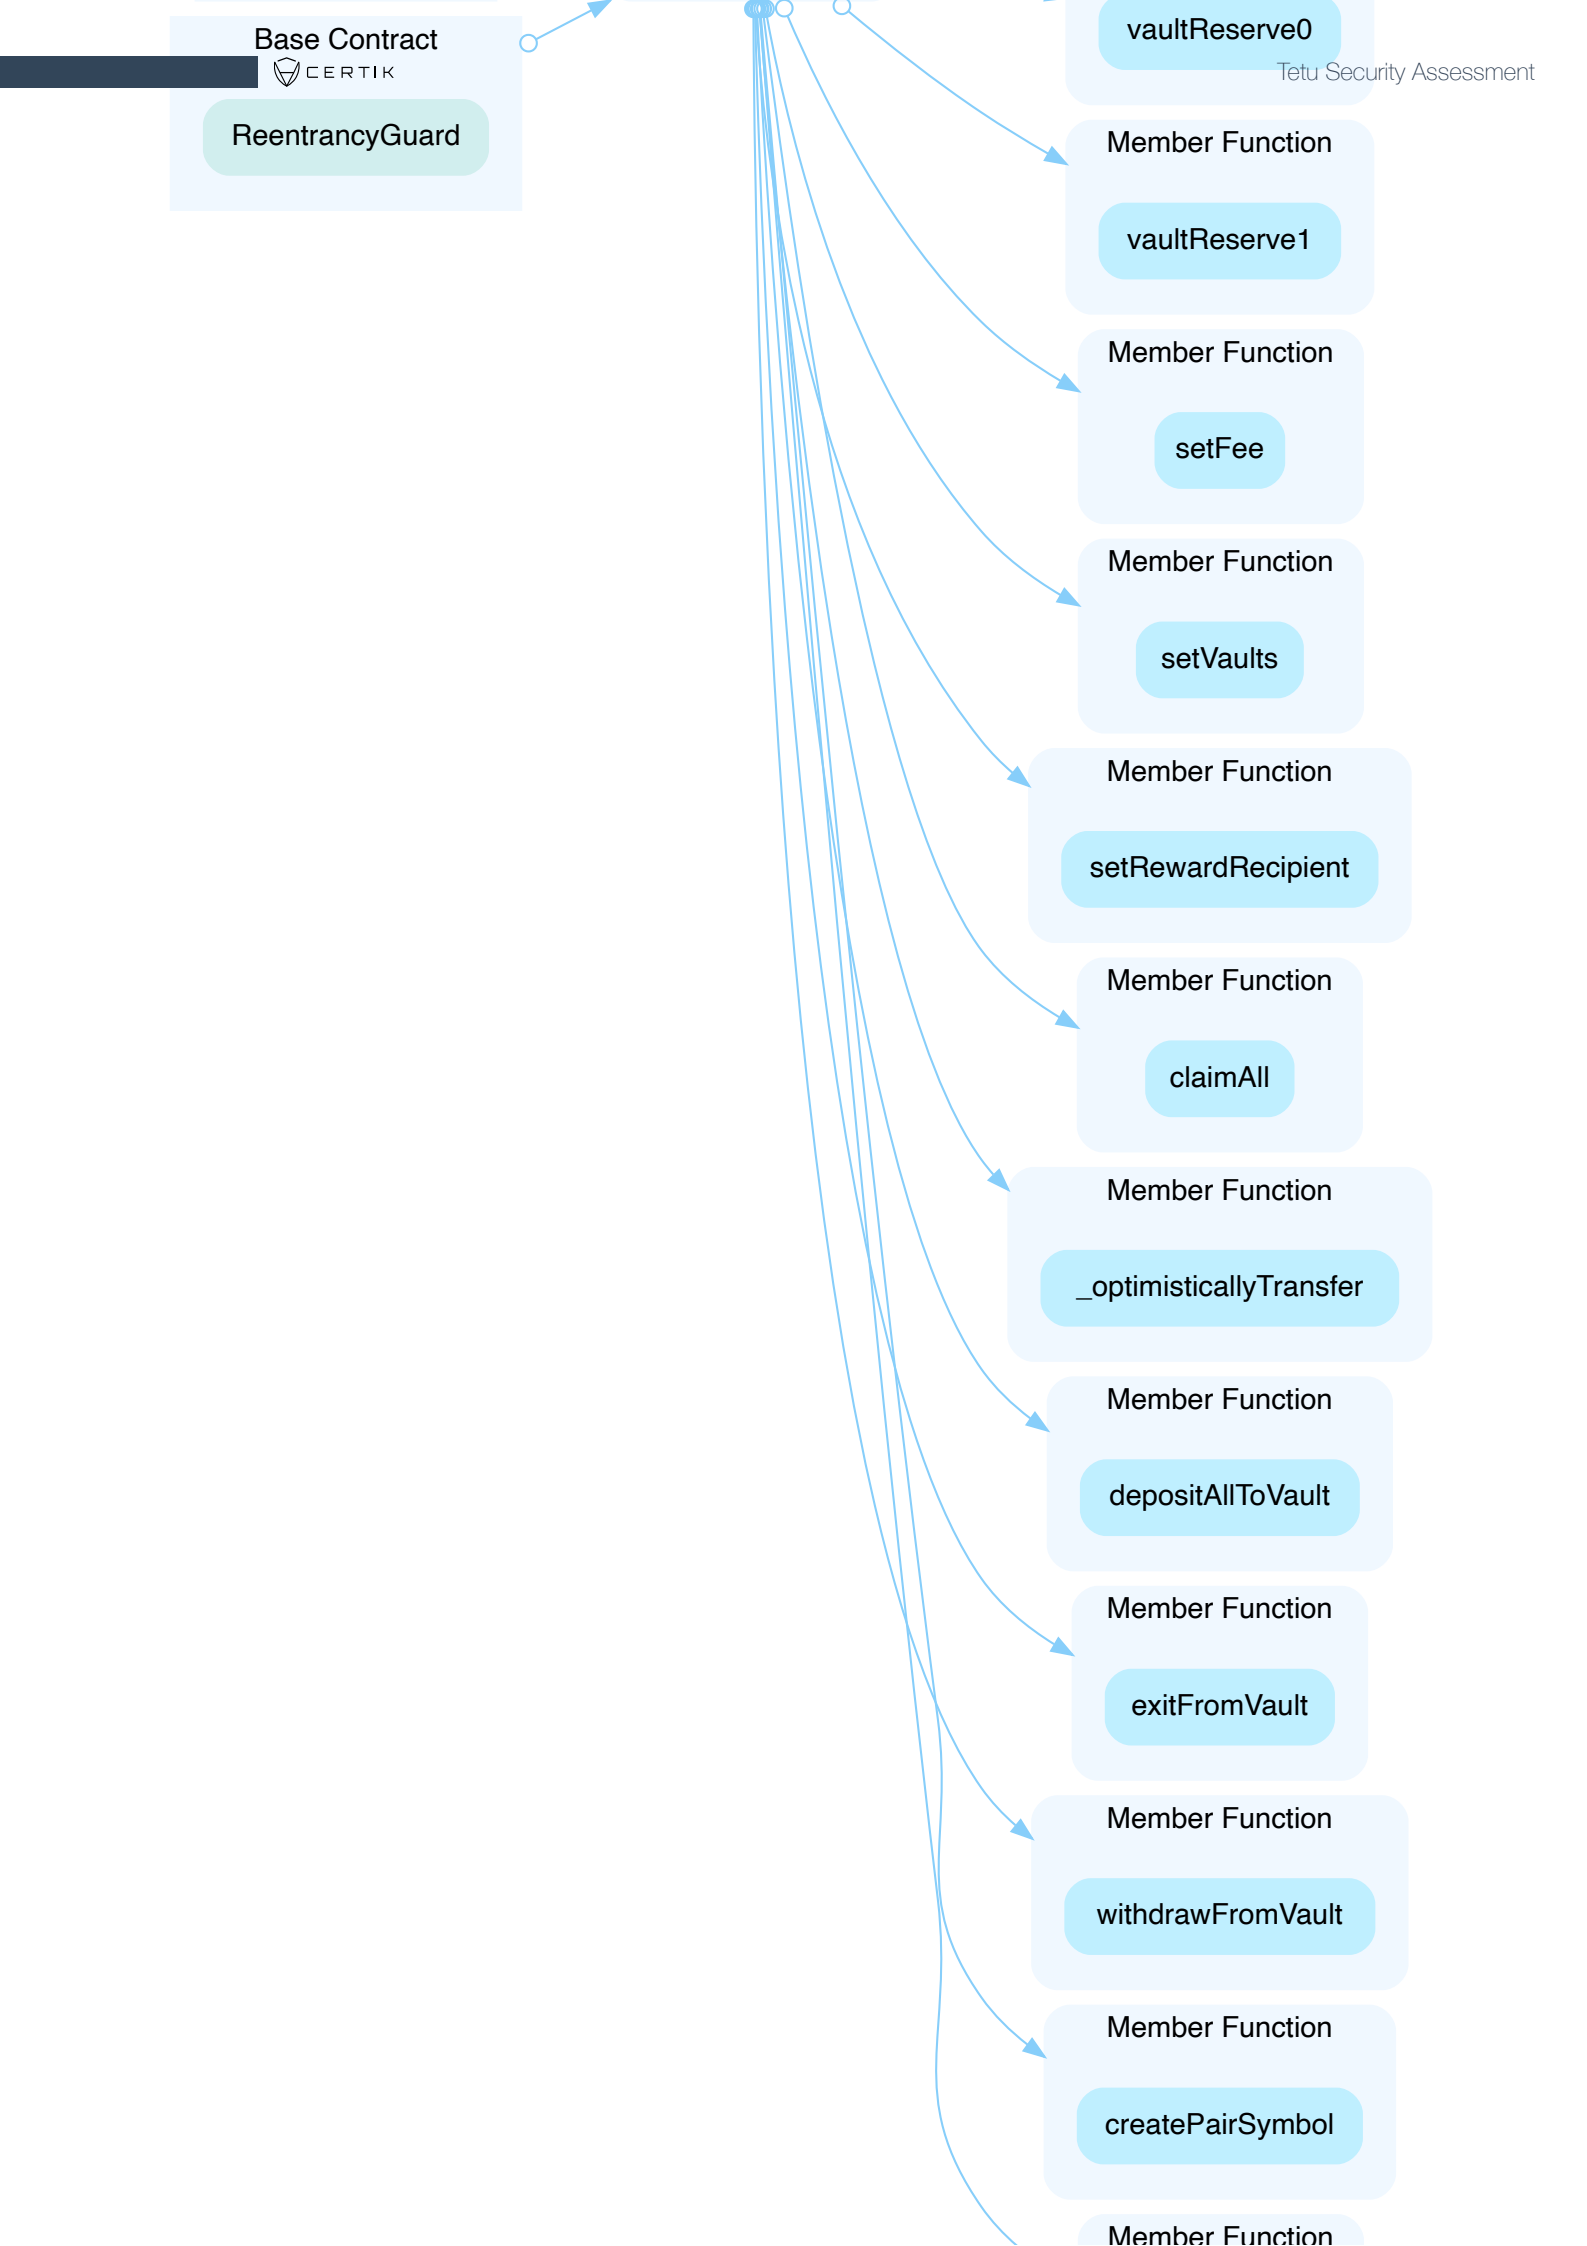 Base Contract
CERTIK
ReentrancyGuard
vaultReserve0
Tetu Security Assessment
Member Function
vaultReserve1
Member Function
setFee
Member Function
setVaults
Member Function
setRewardRecipient
Member Function
claimAll
Member Function
_optimisticallyTransfer
Member Function
depositAllToVault
Member Function
exitFromVault
Member Function
withdrawFromVault
Member Function
createPairSymbol
Member Function